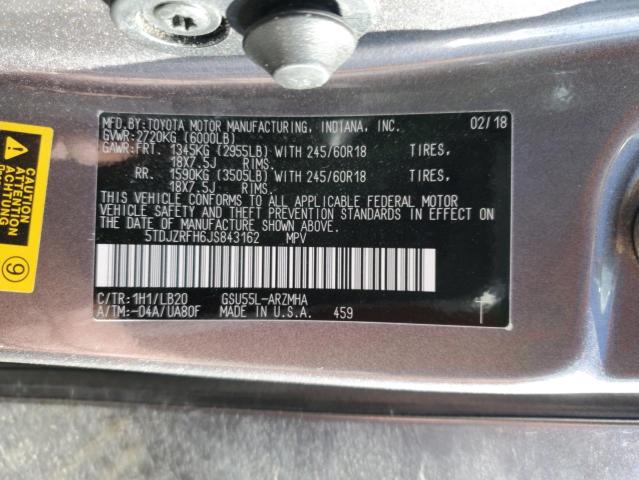 MFD.BY:TOYOTA MOTOR MANUFACTURING, INDIANA, INC. 02/18
GVWR:2720KG (6000LB)
GAWR:FRT. 1345KG (2955LB) WITH 245/60R18 TIRES,
18X7.5J RIMS.
RR. 1590KG (3505LB) WITH 245/60R18 TIRES,
18X7.5J RIMS.
THIS VEHICLE CONFORMS TO ALL APPLICABLE FEDERAL MOTOR
VEHICLE SAFETY AND THEFT PREVENTION STANDARDS IN EFFECT
ON THE DATE OF MANUFACTURE SHOWN ABOVE.
5TDJZRFH6JS843162 MPV
C/TR:1H1/LB20 GSU55L-ARZMHA
A/TM:-04A/UA80F MADE IN U.S.A. 459
CAUTION
ATTENTION
ACHTUNG
9